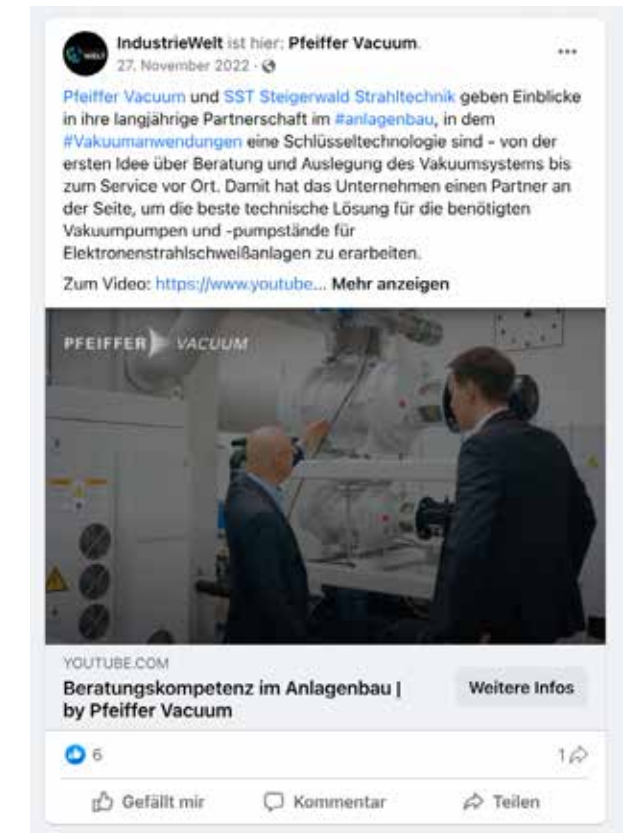 IndustrieWelt ist hier: Pfeiffer Vacuum.
27. November 2022 ·
Pfeiffer Vacuum und SST Steigerwald Strahltechnik geben Einblicke
in ihre langjährige Partnerschaft im #anlagenbau, in dem
#Vakuumanwendungen eine Schlüsseltechnologie sind - von der
ersten Idee über Beratung und Auslegung des Vakuumsystems bis
zum Service vor Ort. Damit hat das Unternehmen einen Partner an
der Seite, um die beste technische Lösung für die benötigten
Vakuumpumpen und -pumpstände für
Elektronenstrahlschweißanlagen zu erarbeiten.
Zum Video: https://www.youtube... Mehr anzeigen
PFEIFFER VACUUM
YOUTUBE.COM
Beratungskompetenz im Anlagenbau |
by Pfeiffer Vacuum
Weitere Infos
6
1
Gefällt mir
Kommentar
Teilen